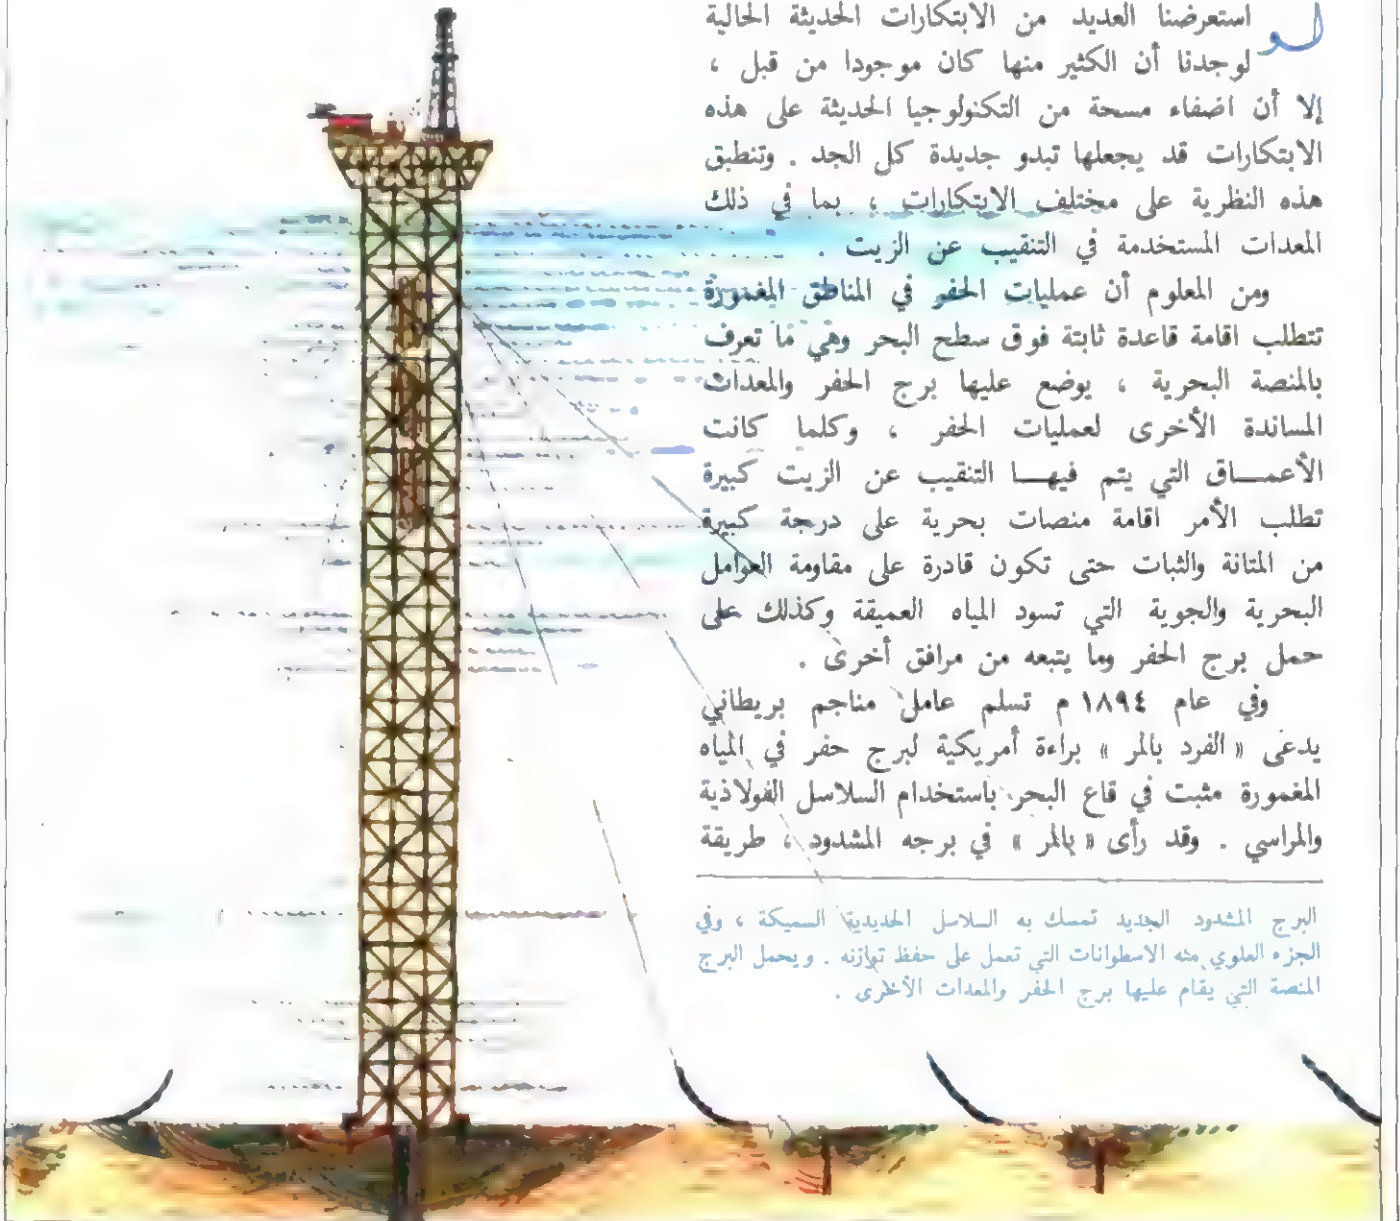 لو استعرضنا العديد من الابتكارات الحديثة الحالية
لوجدنا أن الكثير منها كان موجودا من قبل ،
إلا أن اضفاء مسحة من التكنولوجيا الحديثة على هذه
الابتكارات قد يجعلها تبدو جديدة كل الجد . وتنطبق
هذه النظرية على مختلف الابتكارات ، بما في ذلك
المعدات المستخدمة في التنقيب عن الزيت .
ومن المعلوم أن عمليات الحفر في المناطق المغمورة
تتطلب اقامة قاعدة ثابتة فوق سطح البحر وهي ما تعرف
بالمنصة البحرية ، يوضع عليها برج الحفر والمعدات
المساندة الأخرى لعمليات الحفر ، وكلما كانت
الأعمـــاق التي يتم فيهـــا التنقيب عن الزيت كبيرة
تطلب الأمر اقامة منصات بحرية على درجة كبيرة
من المتانة والثبات حتى تكون قادرة على مقاومة العوامل
البحرية والجوية التي تسود المياه العميقة وكذلك على
حمل برج الحفر وما يتبعه من مرافق أخرى .
وفي عام ١٨٩٤ م تسلم عامل مناجم بريطاني
يدعى « الفرد بالمر » براءة أمريكية لبرج حفر في المياه
المغمورة مثبت في قاع البحر باستخدام السلاسل الفولاذية
والمراسي . وقد رأى « بالمر » في برجه المشدود ، طريقة
البرج المشدود الجديد تمسك به السلاسل الحديدية السميكة ، وفي
الجزء العلوي منه الاسطوانات التي تعمل على حفظ توازنه . ويحمل البرج
المنصة التي يقام عليها برج الحفر والمعدات الأخرى .